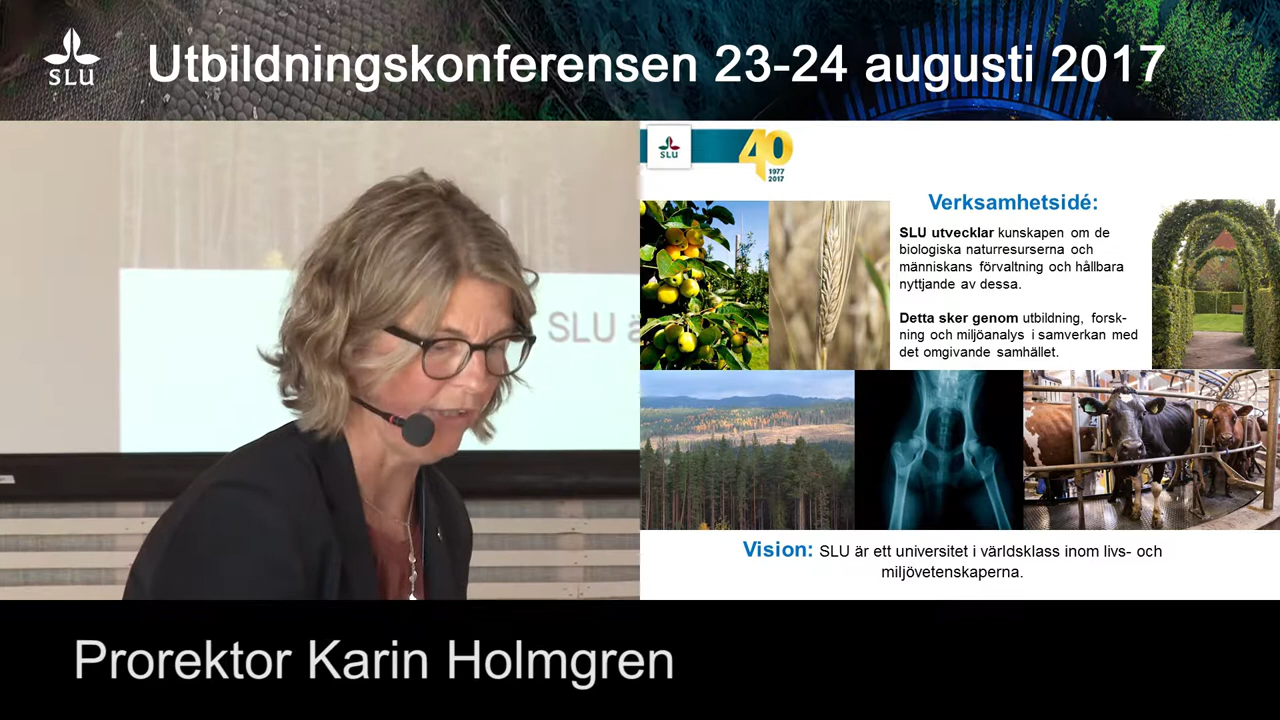 SLU
Utbildningskonferensen 23-24 augusti 2017
SLU
40
1977
2017
SLU ä
Verksamhetsidé:
SLU utvecklar kunskapen om de
biologiska naturresurserna och
människans förvaltning och hållbara
nyttjande av dessa.
Detta sker genom utbildning, forsk-
ning och miljöanalys i samverkan med
det omgivande samhället.
Vision: SLU är ett universitet i världsklass inom livs- och
miljövetenskaperna.
Prorektor Karin Holmgren